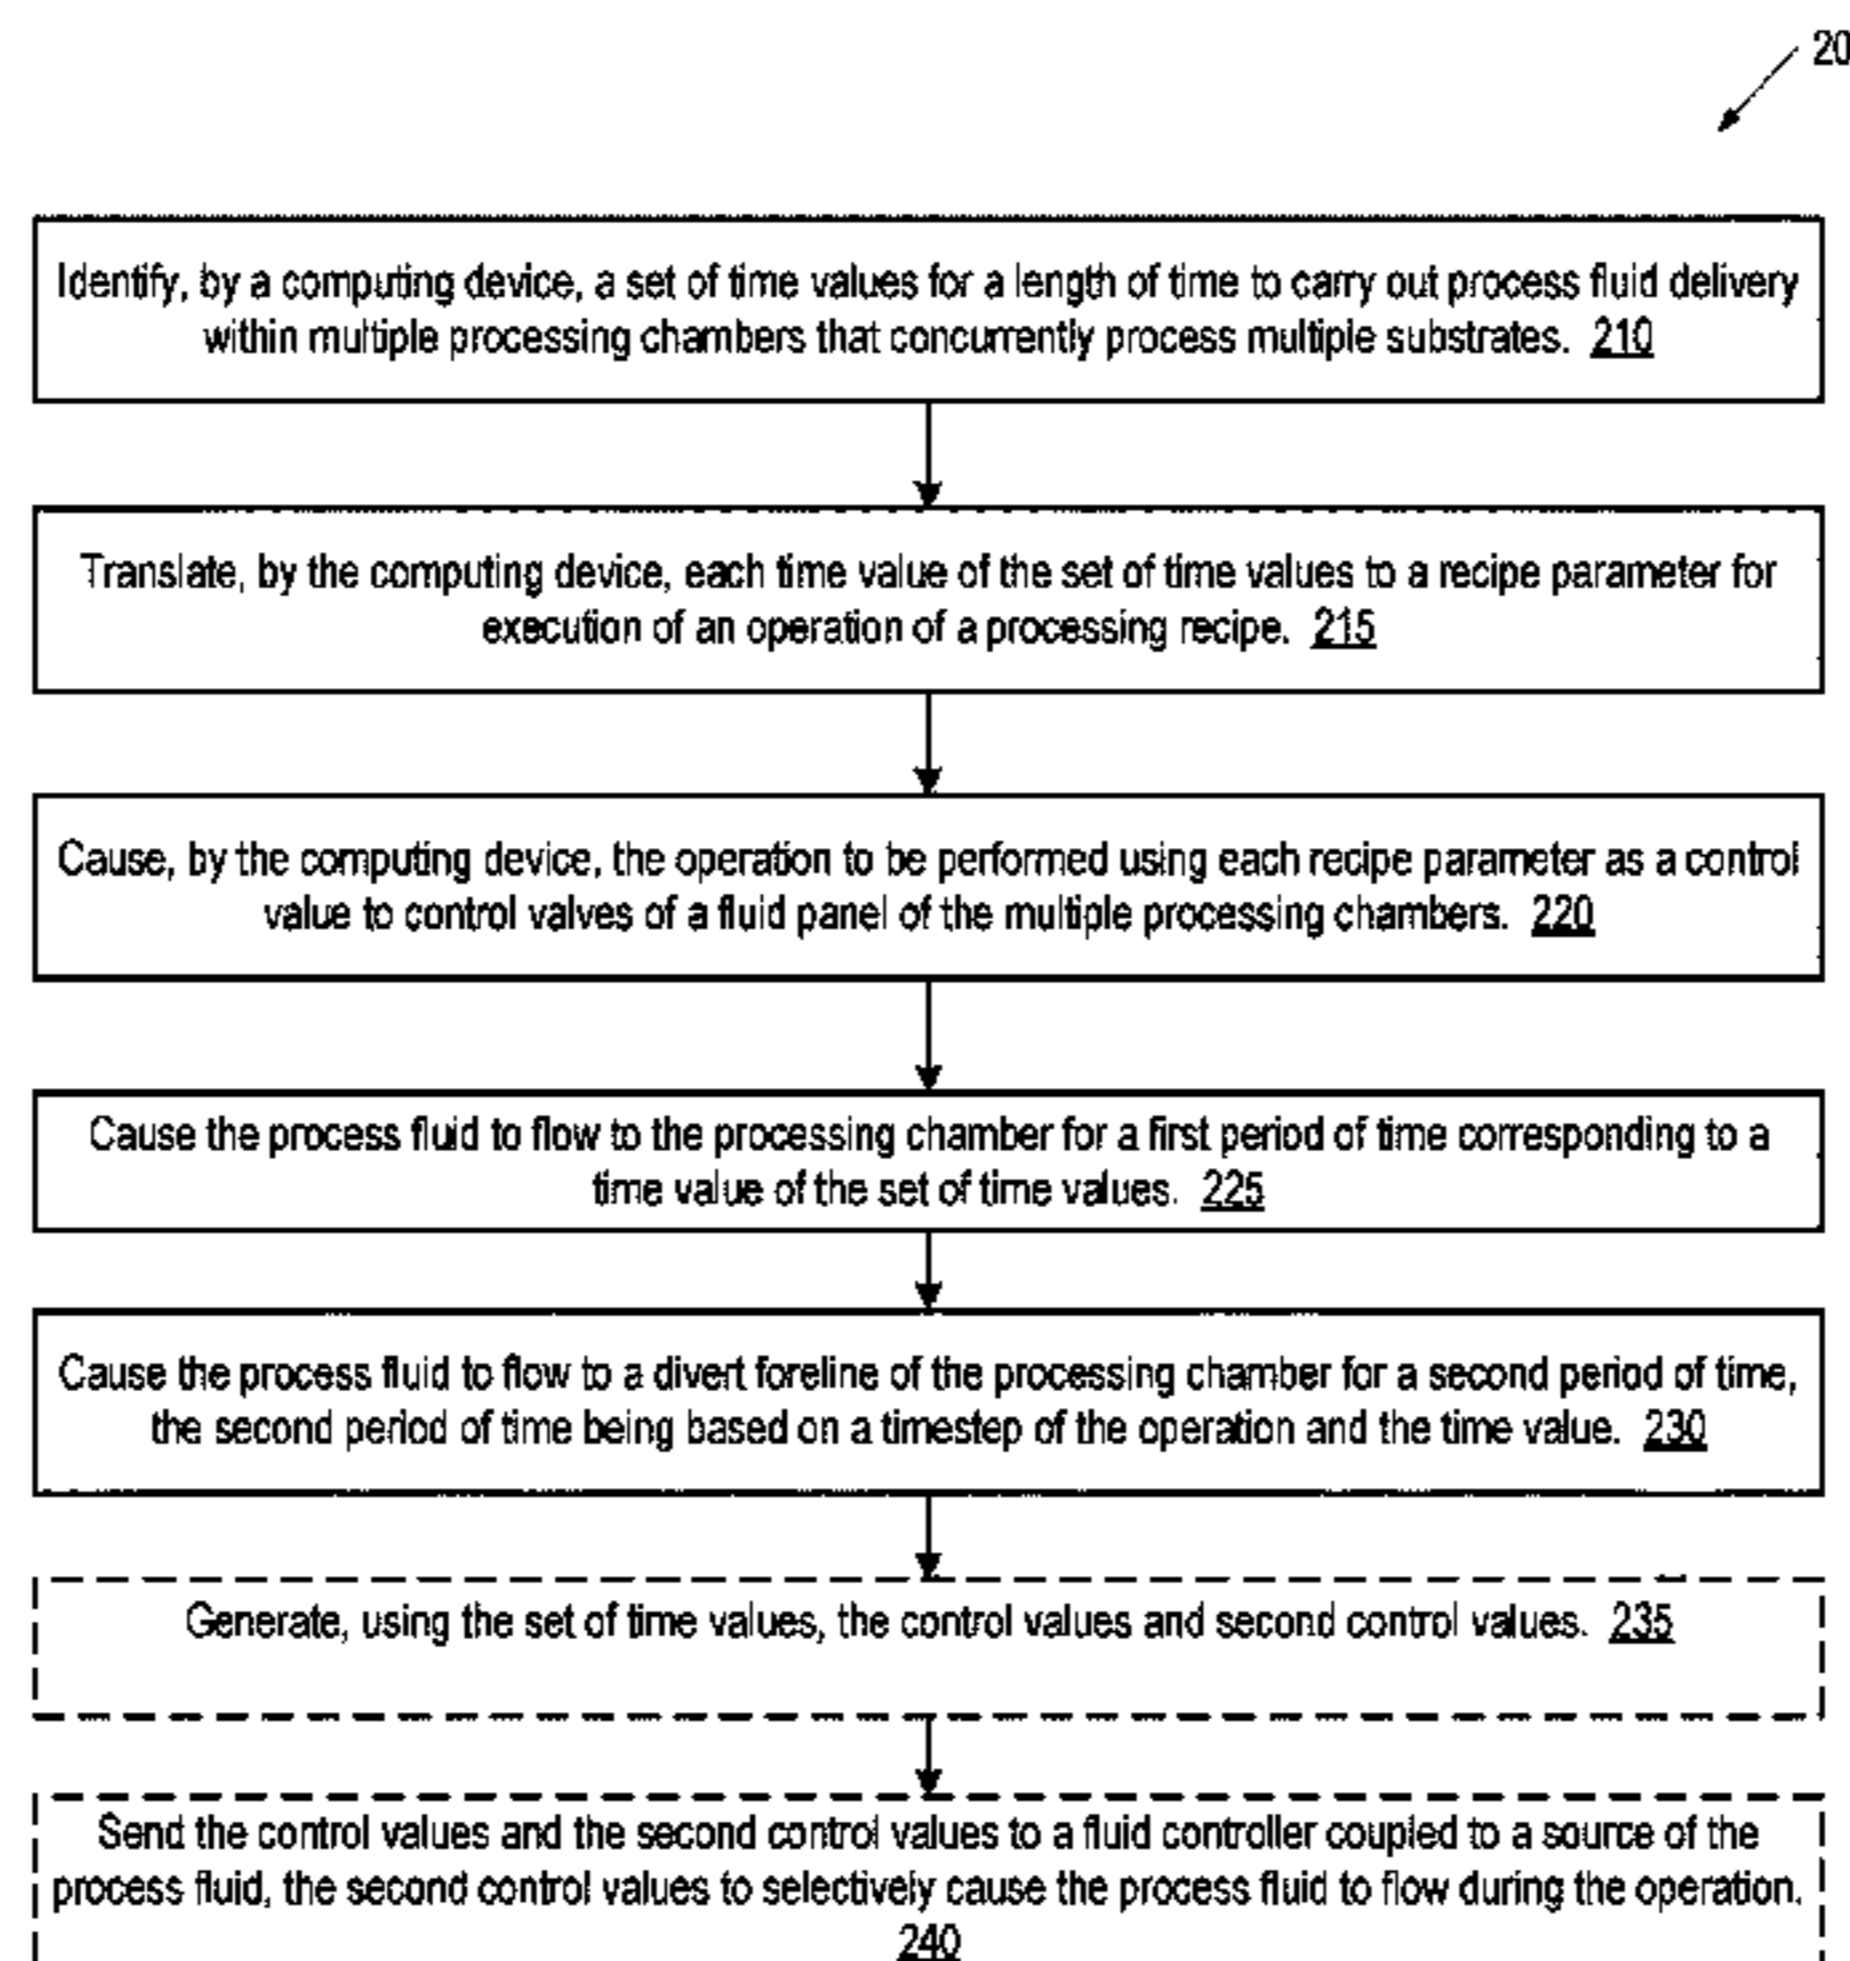 20
Identify, by a computing device, a set of time values for a length of time to carry out process fluid delivery
within multiple processing chambers that concurrently process multiple substrates. 210
Translate, by the computing device, each time value of the set of time values to a recipe parameter for
execution of an operation of a processing recipe. 215
Cause, by the computing device, the operation to be performed using each recipe parameter as a control
value to control valves of a fluid panel of the multiple processing chambers. 220
Cause the process fluid to flow to the processing chamber for a first period of time corresponding to a
time value of the set of time values. 225
Cause the process fluid to flow to a divert foreline of the processing chamber for a second period of time,
the second period of time being based on a timestep of the operation and the time value. 230
Generate, using the set of time values, the control values and second control values. 235
Send the control values and the second control values to a fluid controller coupled to a source of the
process fluid, the second control values to selectively cause the process fluid to flow during the operation.
240